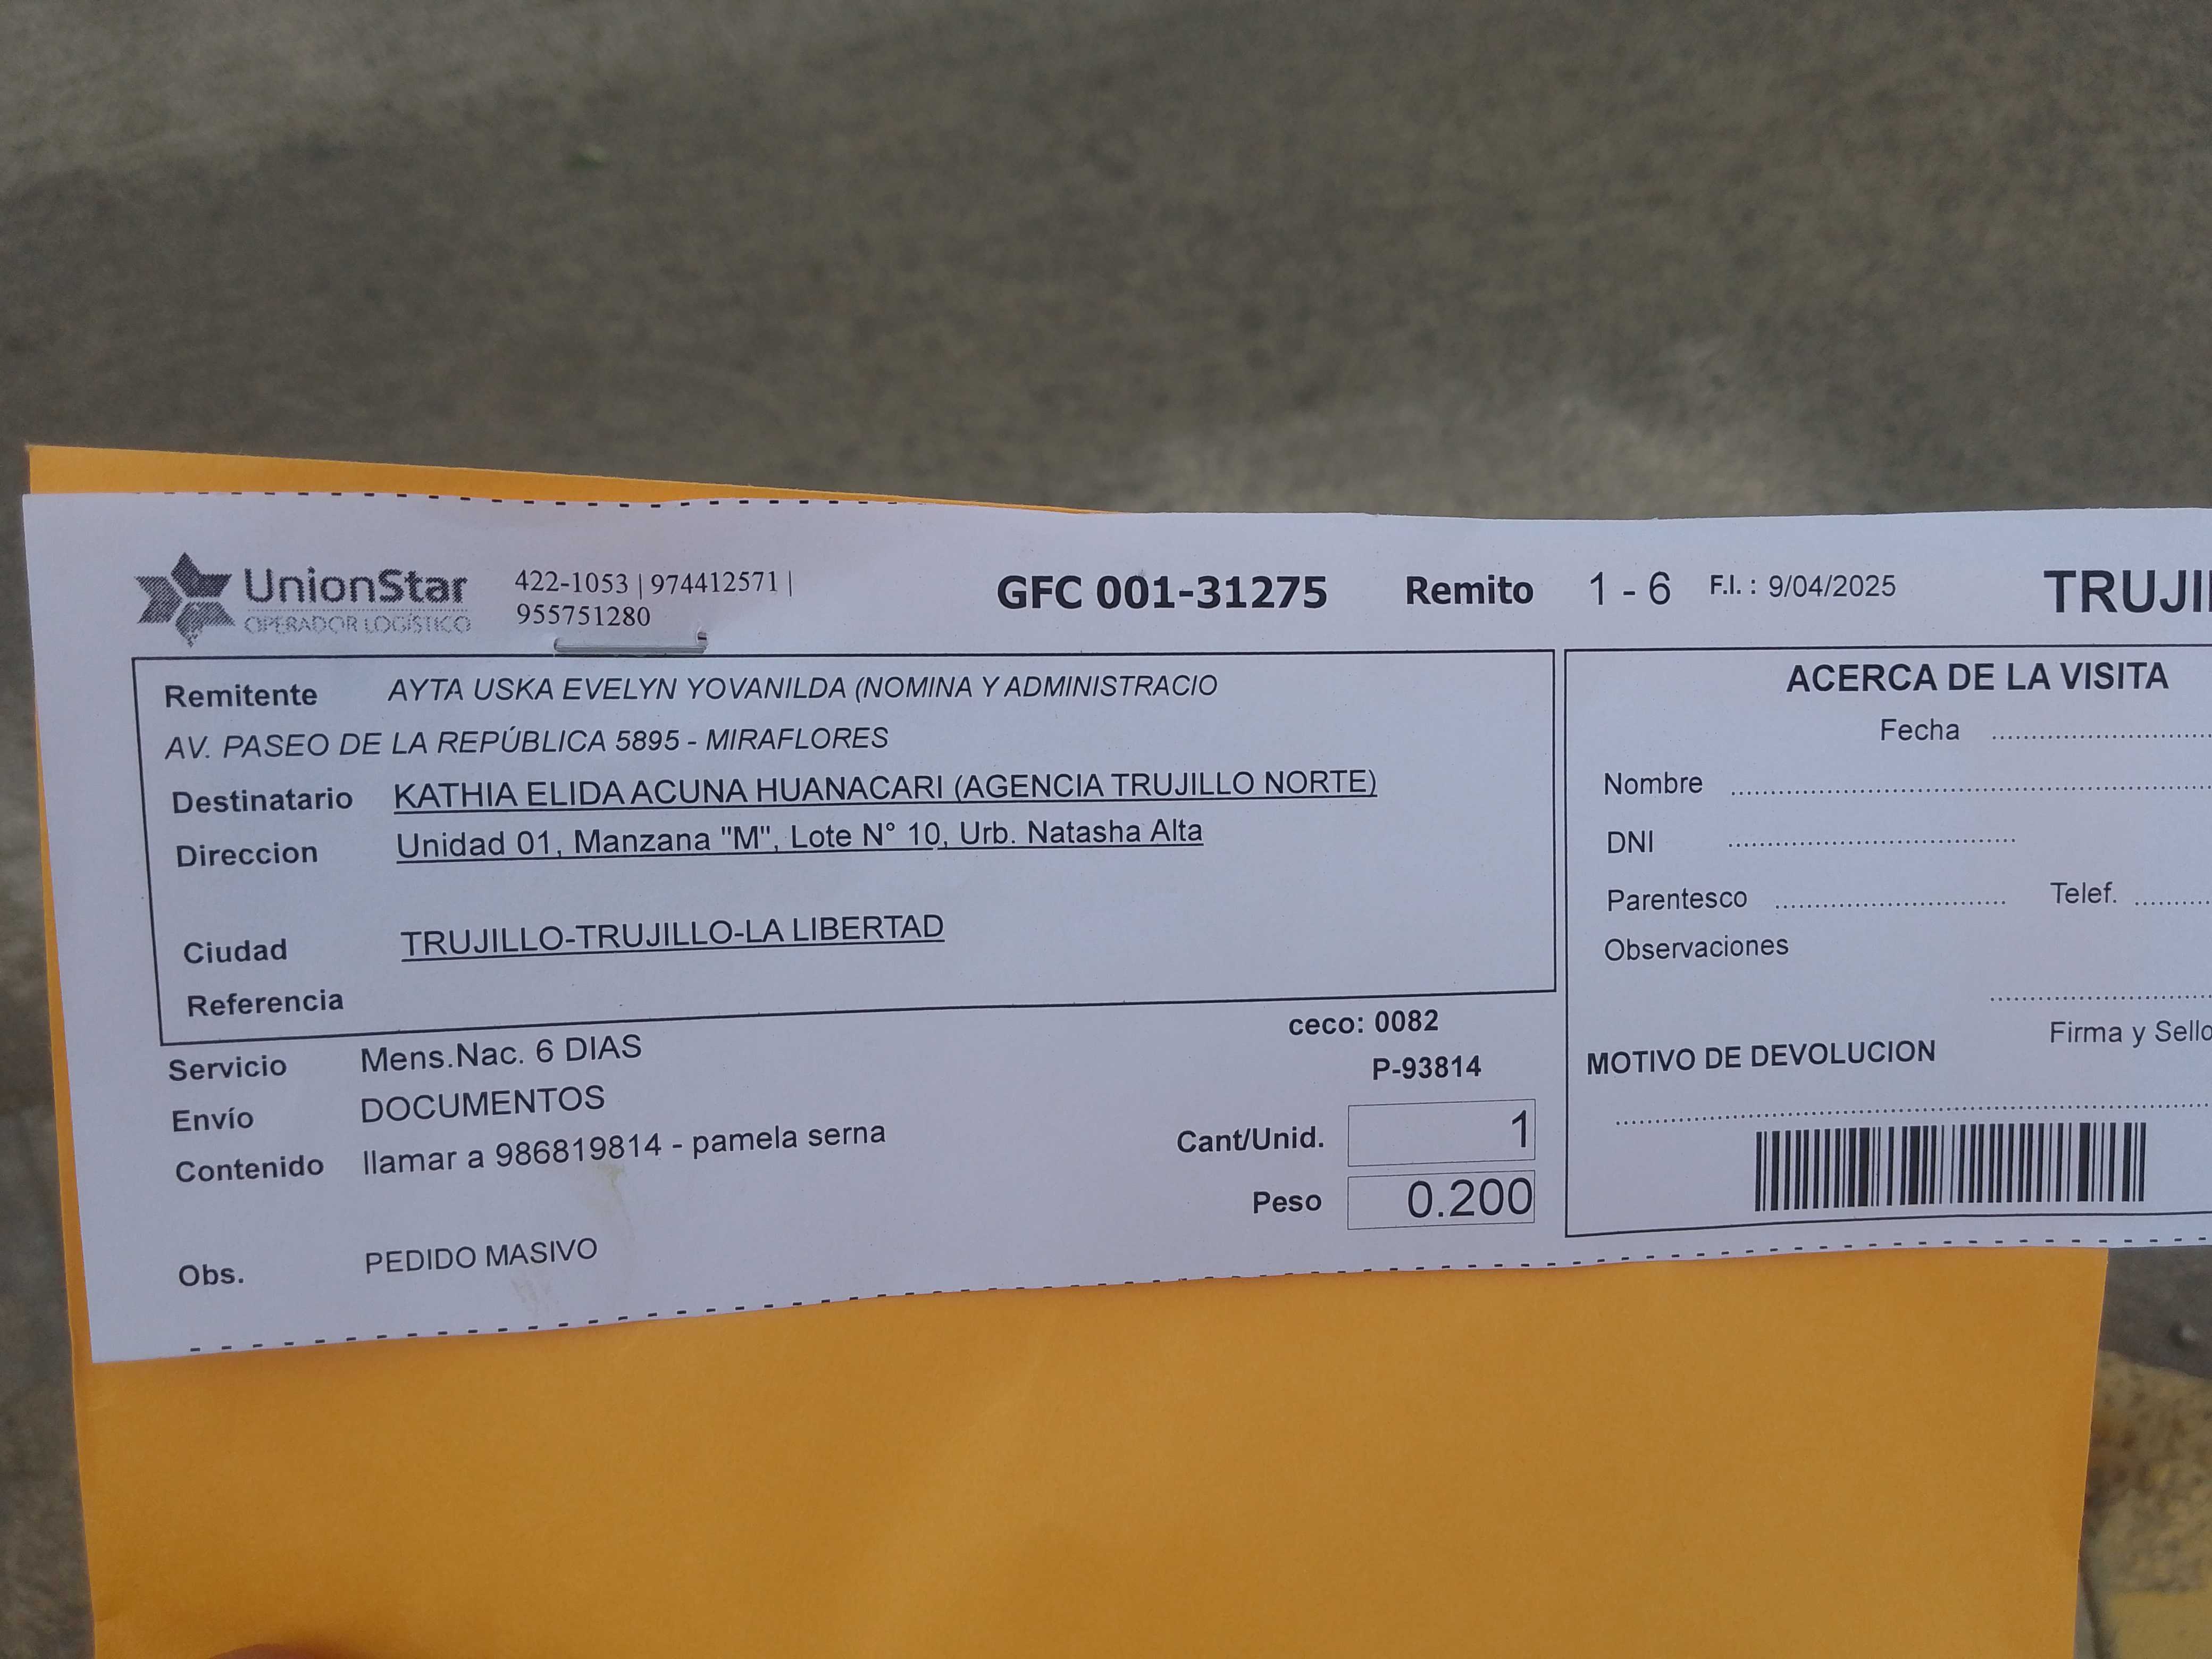 UnionStar
OPERADOR LOGÍSTICO
422-1053 | 974412571 |
955751280
GFC 001-31275 Remito 1 - 6 F.I. : 9/04/2025
Remitente AYTA USKA EVELYN YOVANILDA (NOMINA Y ADMINISTRACIO
AV. PASEO DE LA REPÚBLICA 5895 - MIRAFLORES
Destinatario KATHIA ELIDA ACUNA HUANACARI (AGENCIA TRUJILLO NORTE)
Direccion Unidad 01, Manzana "M", Lote N° 10, Urb. Natasha Alta
Ciudad TRUJILLO-TRUJILLO-LA LIBERTAD
Referencia
ceco: 0082
Servicio Mens.Nac. 6 DIAS
P-93814
Envío DOCUMENTOS
Cant/Unid. 1
Contenido llamar a 986819814 - pamela serna
Peso 0.200
Obs. PEDIDO MASIVO
ACERCA DE LA VISITA
Fecha
Nombre
DNI
Parentesco Telef.
Observaciones
Firma y Sello
MOTIVO DE DEVOLUCION